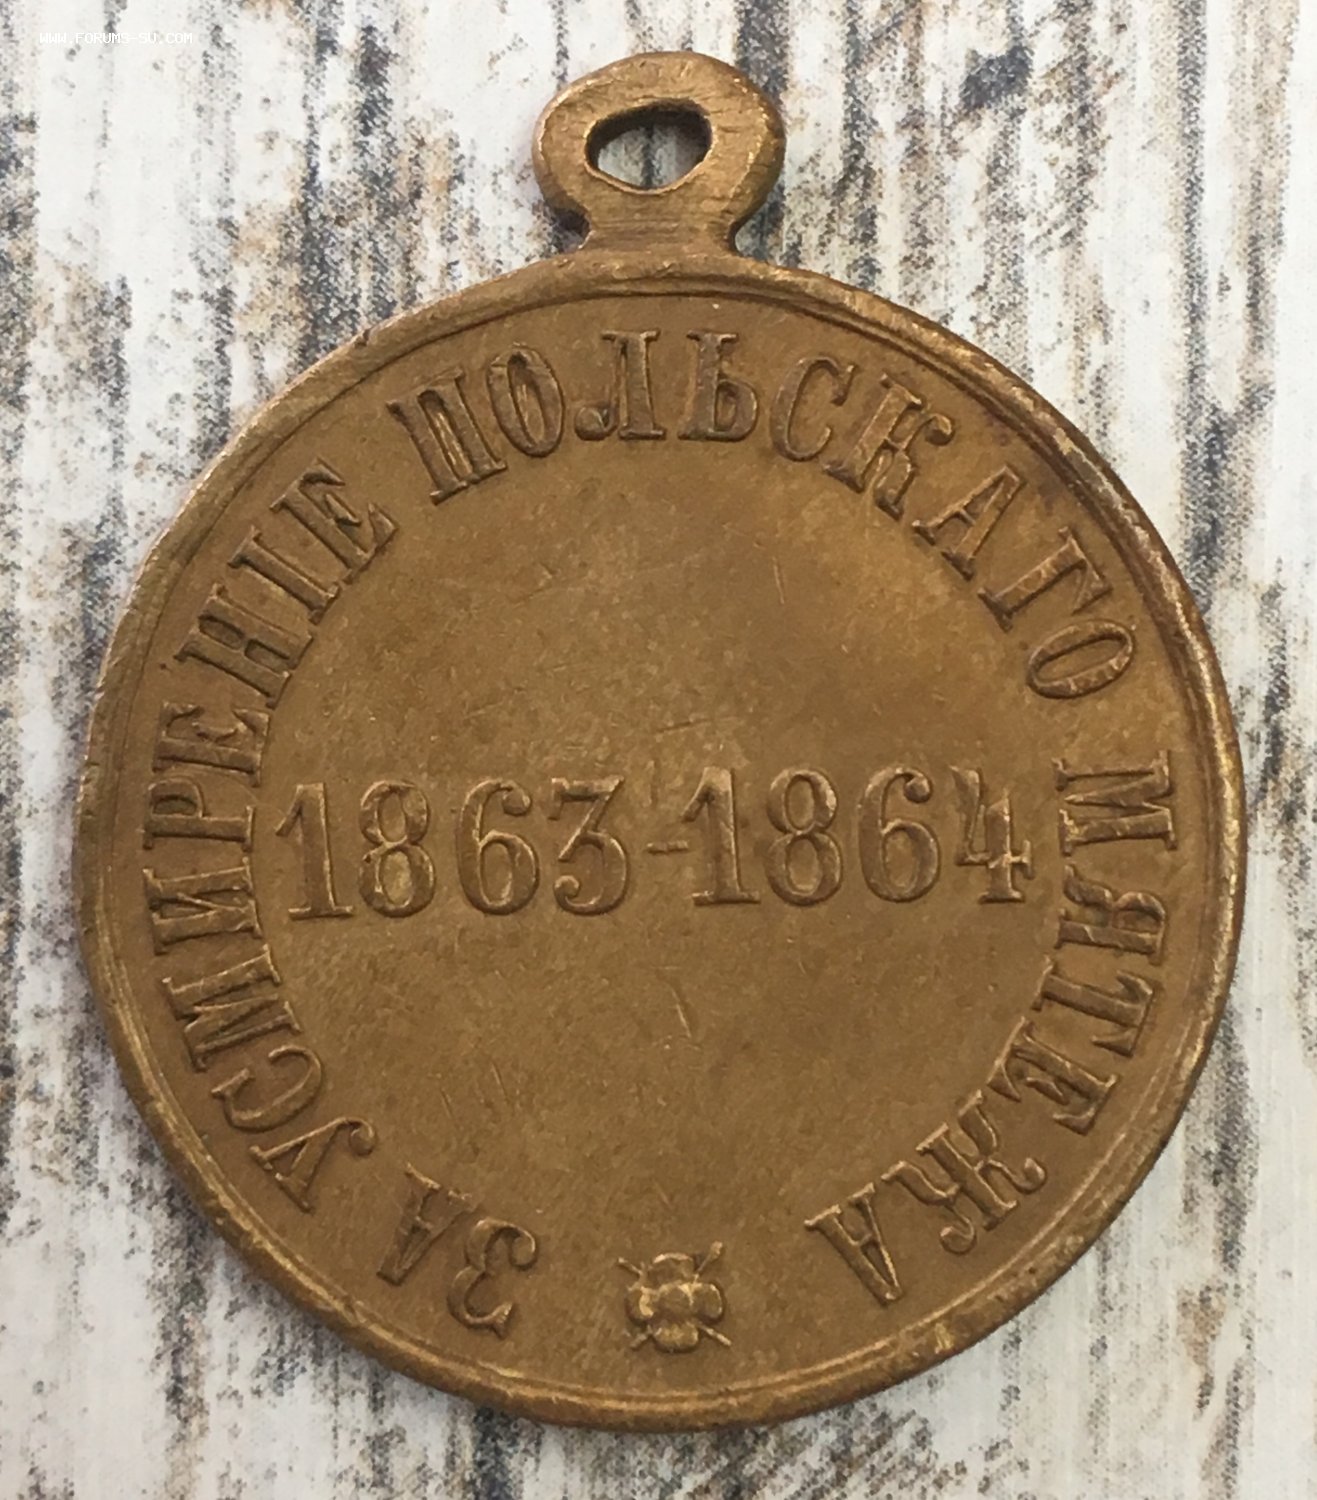 WWW.FORUMS-SU.COM
ЗА УСМИРЕНІЕ ПОЛЬСКАГО МЯТЕЖА
1863-1864